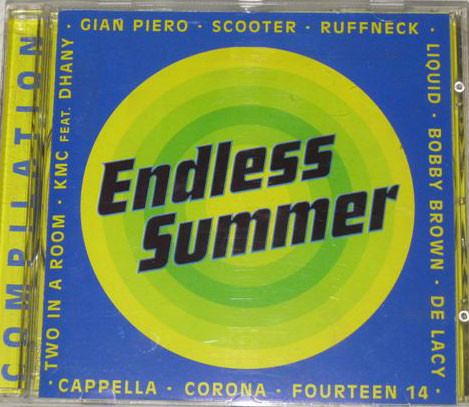 COMPILATION
· GIAN PIERO · SCOOTER · RUFFNECK ·
LIQUID · BOBBY BROWN · DE LACY
TWO IN A ROOM · KMC FEAT. DHANY
Endless
Summer
· CAPPELLA · CORONA · FOURTEEN 14 ·